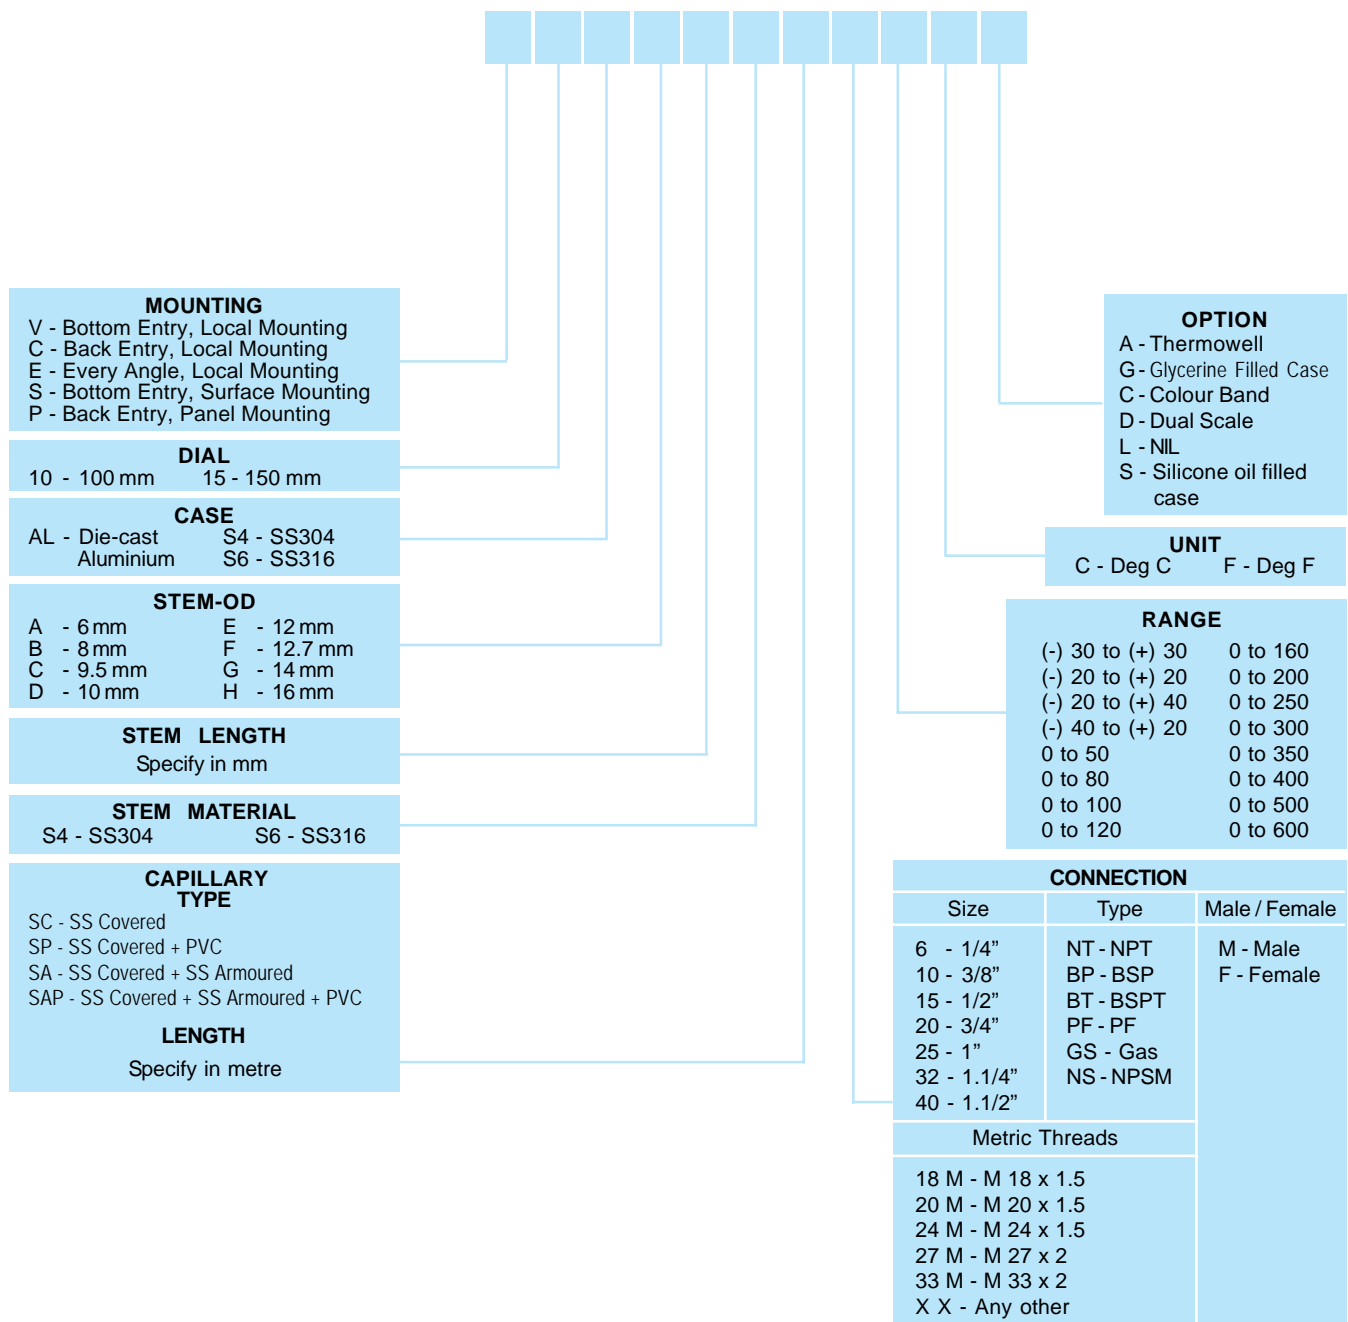 MOUNTING
V - Bottom Entry, Local Mounting
C - Back Entry, Local Mounting
E - Every Angle, Local Mounting
S - Bottom Entry, Surface Mounting
P - Back Entry, Panel Mounting
DIAL
10 - 100 mm 15 - 150 mm
CASE
AL - Die-cast S4 - SS304
Aluminium S6 - SS316
STEM-OD
A - 6 mm E - 12 mm
B - 8 mm F - 12.7 mm
C - 9.5 mm G - 14 mm
D - 10 mm H - 16 mm
STEM LENGTH
Specify in mm
STEM MATERIAL
S4 - SS304 S6 - SS316
CAPILLARY
TYPE
SC - SS Covered
SP - SS Covered + PVC
SA - SS Covered + SS Armoured
SAP - SS Covered + SS Armoured + PVC
LENGTH
Specify in metre
OPTION
A - Thermowell
G - Glycerine Filled Case
C - Colour Band
D - Dual Scale
L - NIL
S - Silicone oil filled
case
UNIT
C - Deg C F - Deg F
RANGE
(-) 30 to (+) 30 0 to 160
(-) 20 to (+) 20 0 to 200
(-) 20 to (+) 40 0 to 250
(-) 40 to (+) 20 0 to 300
0 to 50 0 to 350
0 to 80 0 to 400
0 to 100 0 to 500
0 to 120 0 to 600
CONNECTION
Size Type Male / Female
6 - 1/4” NT - NPT M - Male
10 - 3/8” BP - BSP F - Female
15 - 1/2” BT - BSPT
20 - 3/4” PF - PF
25 - 1” GS - Gas
32 - 1.1/4” NS - NPSM
40 - 1.1/2”
Metric Threads
18 M - M 18 x 1.5
20 M - M 20 x 1.5
24 M - M 24 x 1.5
27 M - M 27 x 2
33 M - M 33 x 2
X X - Any other